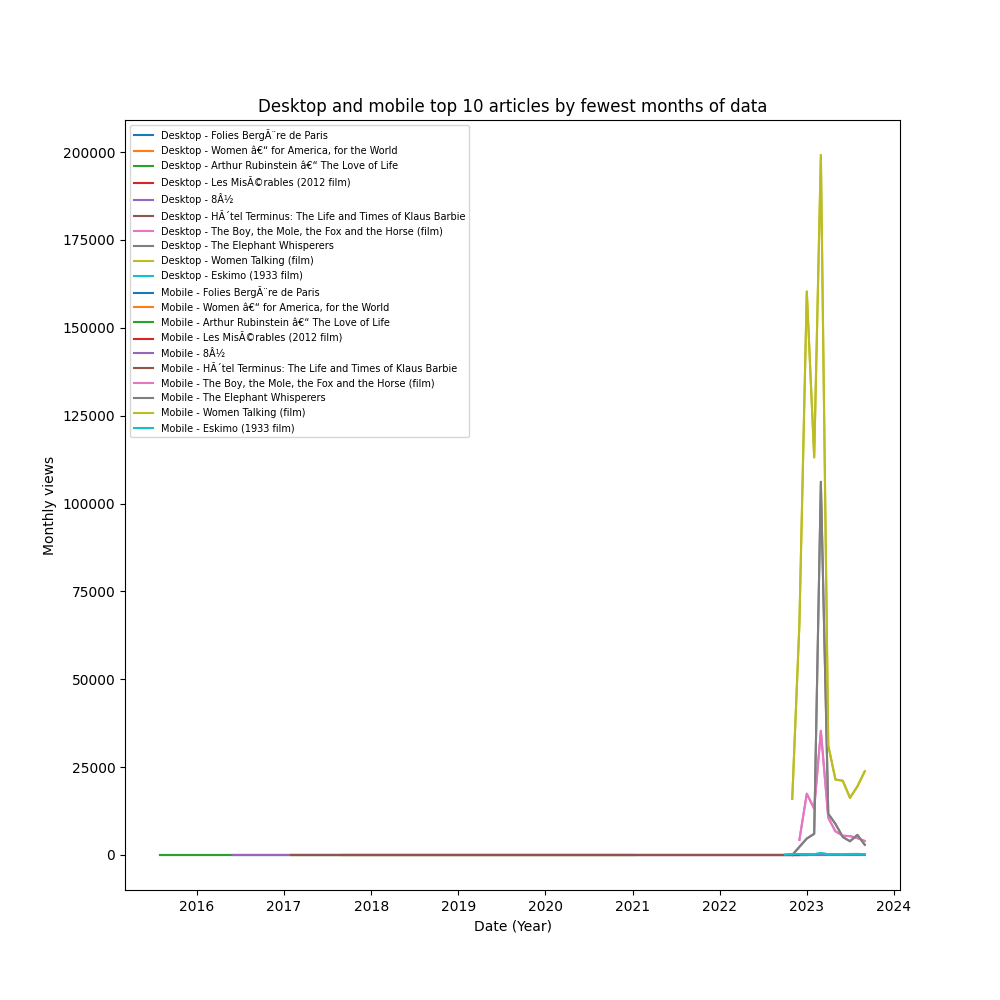 Desktop and mobile top 10 articles by fewest months of data
Desktop - Folies BergÃ¨re de Paris
Desktop - Women â€“ for America, for the World
Desktop - Arthur Rubinstein â€“ The Love of Life
Desktop - Les MisÃ©rables (2012 film)
Desktop - 8Â½
Desktop - HÃ´tel Terminus: The Life and Times of Klaus Barbie
Desktop - The Boy, the Mole, the Fox and the Horse (film)
Desktop - The Elephant Whisperers
Desktop - Women Talking (film)
Desktop - Eskimo (1933 film)
Mobile - Folies BergÃ¨re de Paris
Mobile - Women â€“ for America, for the World
Mobile - Arthur Rubinstein â€“ The Love of Life
Mobile - Les MisÃ©rables (2012 film)
Mobile - 8Â½
Mobile - HÃ´tel Terminus: The Life and Times of Klaus Barbie
Mobile - The Boy, the Mole, the Fox and the Horse (film)
Mobile - The Elephant Whisperers
Mobile - Women Talking (film)
Mobile - Eskimo (1933 film)
Monthly views
200000
175000
150000
125000
100000
75000
50000
25000
0
2016 2017 2018 2019 2020 2021 2022 2023 2024
Date (Year)